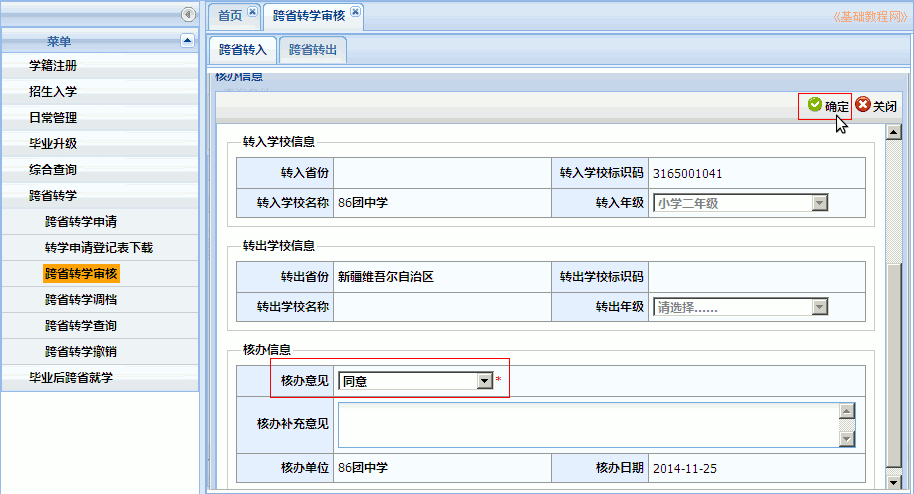 首页
跨省转学审核
《基础教程网》
菜单
学籍注册
招生入学
日常管理
毕业升级
综合查询
跨省转学
跨省转学申请
转学申请登记表下载
跨省转学审核
跨省转学调档
跨省转学查询
跨省转学撤销
毕业后跨省就学
跨省转入
跨省转出
核办信息
确定
关闭
转入学校信息
转入省份
转入学校标识码 3165001041
转入学校名称 86团中学
转入年级 小学二年级
转出学校信息
转出省份 新疆维吾尔自治区
转出学校标识码
转出学校名称
转出年级 请选择......
核办信息
核办意见 同意 *
核办补充意见
核办单位 86团中学
核办日期 2014-11-25